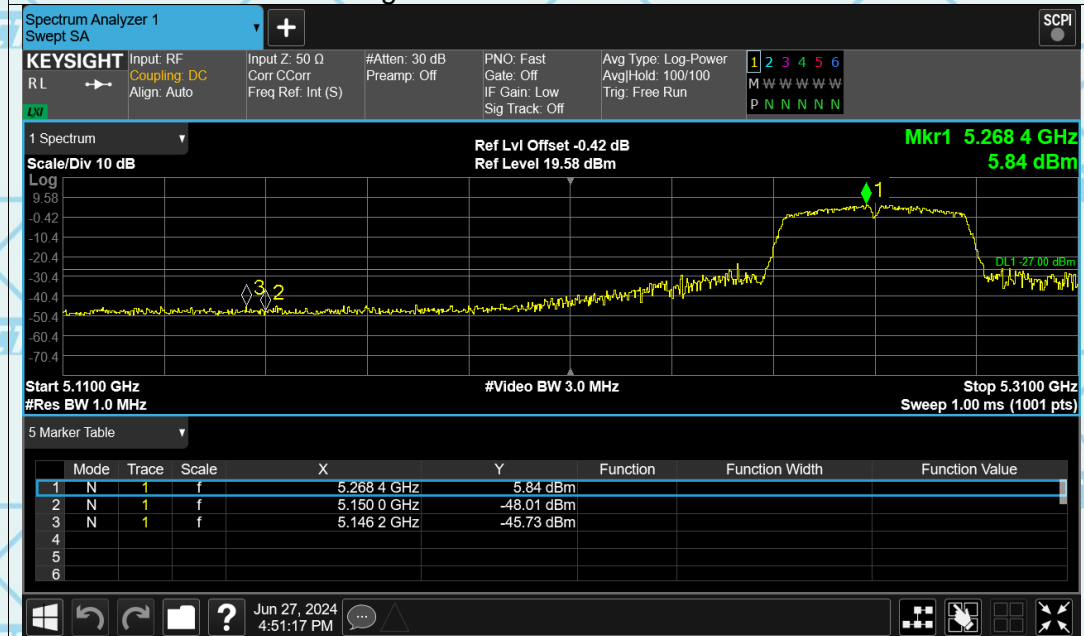 Spectrum Analyzer 1
Swept SA
+
SCPI
KEYSIGHT
RL
LXI
Input: RF
Coupling: DC
Align: Auto
Input Z: 50 Ω
Corr CCorr
Freq Ref: Int (S)
#Atten: 30 dB
Preamp: Off
PNO: Fast
Gate: Off
IF Gain: Low
Sig Track: Off
Avg Type: Log-Power
Avg|Hold: 100/100
Trig: Free Run
1 2 3 4 5 6
M W W W W W
P N N N N N
1 Spectrum
Scale/Div 10 dB
Ref Lvl Offset -0.42 dB
Ref Level 19.58 dBm
Mkr1 5.268 4 GHz
5.84 dBm
Log
9.58
-0.42
-10.4
-20.4
-30.4
-40.4
-50.4
-60.4
-70.4
1
3 2
DL1 -27.00 dBm
Start 5.1100 GHz
#Video BW 3.0 MHz
Stop 5.3100 GHz
#Res BW 1.0 MHz
Sweep 1.00 ms (1001 pts)
5 Marker Table
Mode Trace Scale X Y Function Function Width Function Value
1 N 1 f 5.268 4 GHz 5.84 dBm
2 N 1 f 5.150 0 GHz -48.01 dBm
3 N 1 f 5.146 2 GHz -45.73 dBm
4
5
6
?
Jun 27, 2024
4:51:17 PM